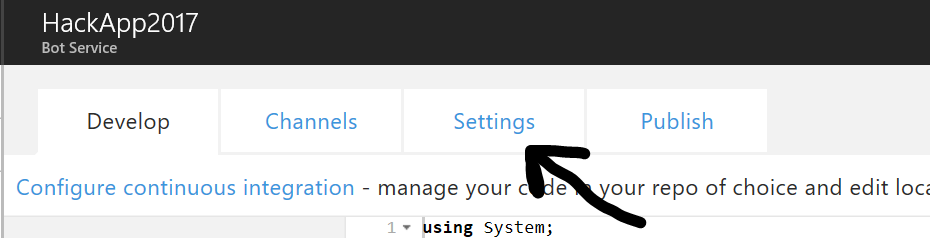 HackApp2017
Bot Service
Develop Channels Settings Publish
Configure continuous integration - manage your code in your repo of choice and edit loca
1 using System;